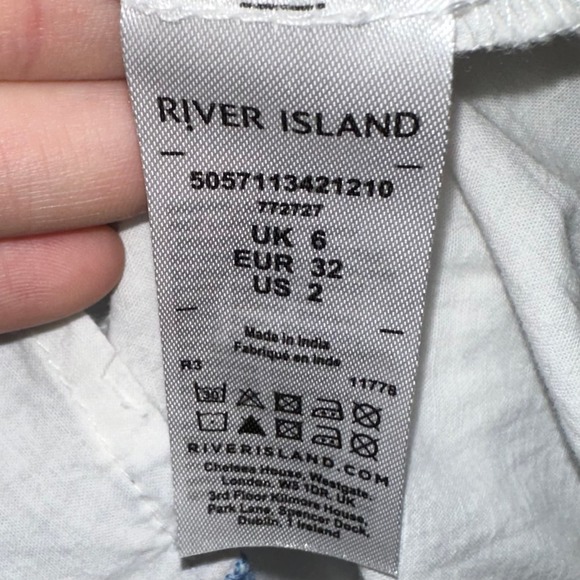 RIVER ISLAND
5057113421210
772727
UK 6
EUR 32
US 2
Made in India
Fabriqué en Inde
R3 11778
30
RIVERISLAND.COM
Chelsea House, Westgate,
London, W5 1DR, UK
3rd Floor Kilmore House,
Park Lane, Spencer Dock,
Dublin, 1 Ireland